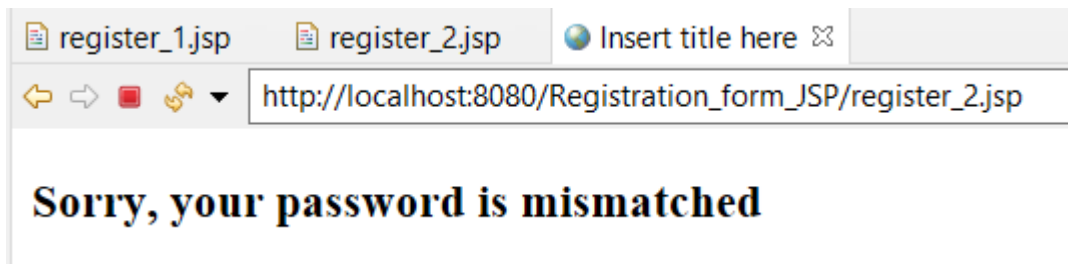 register_1.jsp register_2.jsp Insert title here
http://localhost:8080/Registration_form_JSP/register_2.jsp
Sorry, your password is mismatched